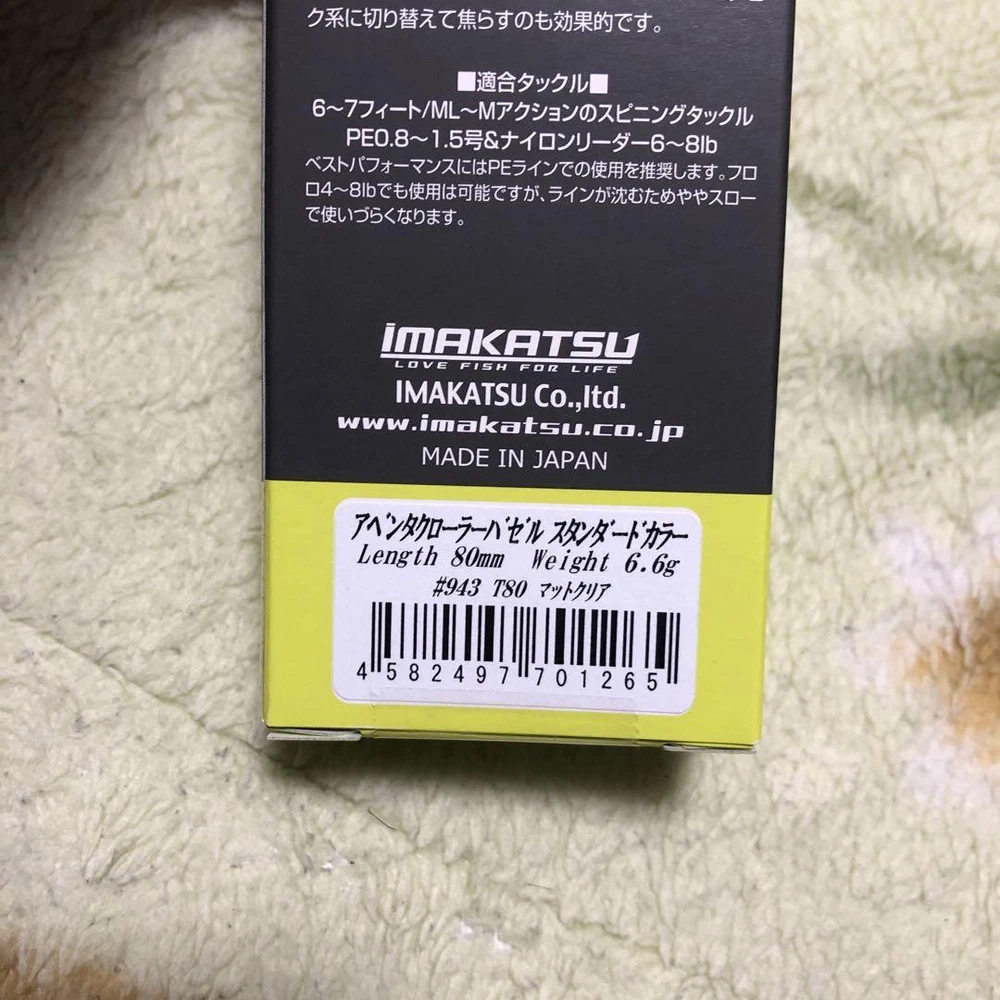 ク系に切り替えて焦らすのも効果的です。
■適合タックル■
6〜7フィート/ML〜Mアクションのスピニングタックル
PE0.8〜1.5号&ナイロンリーダー6〜8lb
ベストパフォーマンスにはPEラインでの使用を推奨します。フロ
ロ4〜8lbでも使用は可能ですが、ラインが沈むためややスロー
で使いづらくなります。
IMAKATSU
LOVE FISH FOR LIFE
IMAKATSU Co.,ltd.
www.imakatsu.co.jp
MADE IN JAPAN
アベンタクローラーバゼル スタンダードカラー
Length 80mm Weight 6.6g
#943 T80 マットクリア
4 582497 701265